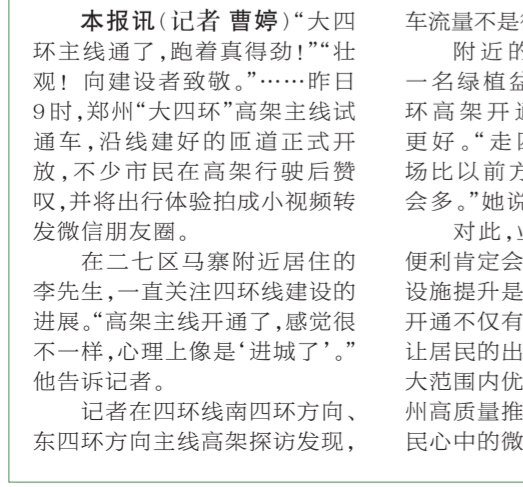 本报讯(记者 曹婷)“大四
环主线通了,跑着真得劲!”“壮
观! 向建设者致敬。”……昨日
9时,郑州“大四环”高架主线试
通车,沿线建好的匝道正式开
放,不少市民在高架行驶后赞
叹,并将出行体验拍成小视频转
发微信朋友圈。
在二七区马寨附近居住的
李先生,一直关注四环线建设的
进展。“高架主线开通了,感觉很
不一样,心理上像是‘进城了’。”
他告诉记者。
记者在四环线南四环方向、
东四环方向主线高架探访发现,
车流量不是
附近的
一名绿植
环高架开
更好。“走
场比以前
会多。”她说
对此,
便利肯定会
设施提升是
开通不仅有
让居民的出
大范围内优
州高质量推
民心中的微